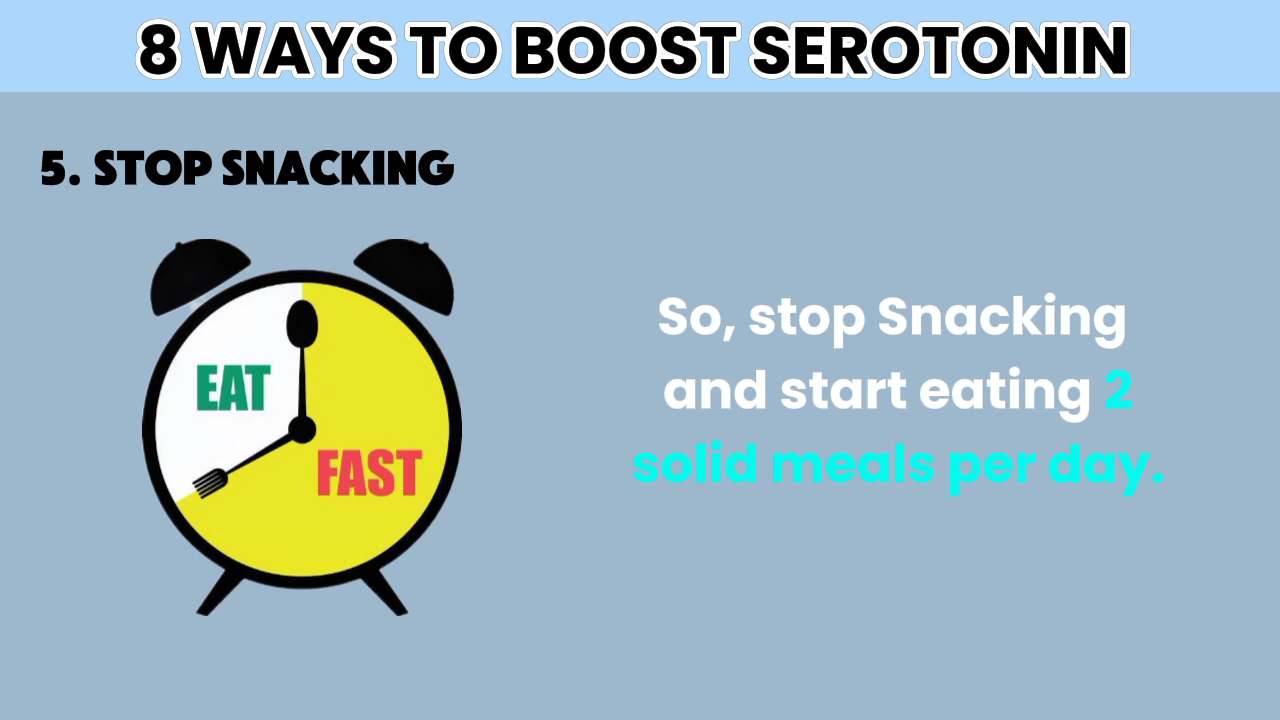 8 WAYS TO BOOST SEROTONIN
5. STOP SNACKING
EAT
FAST
So, stop Snacking
and start eating 2
solid meals per day.